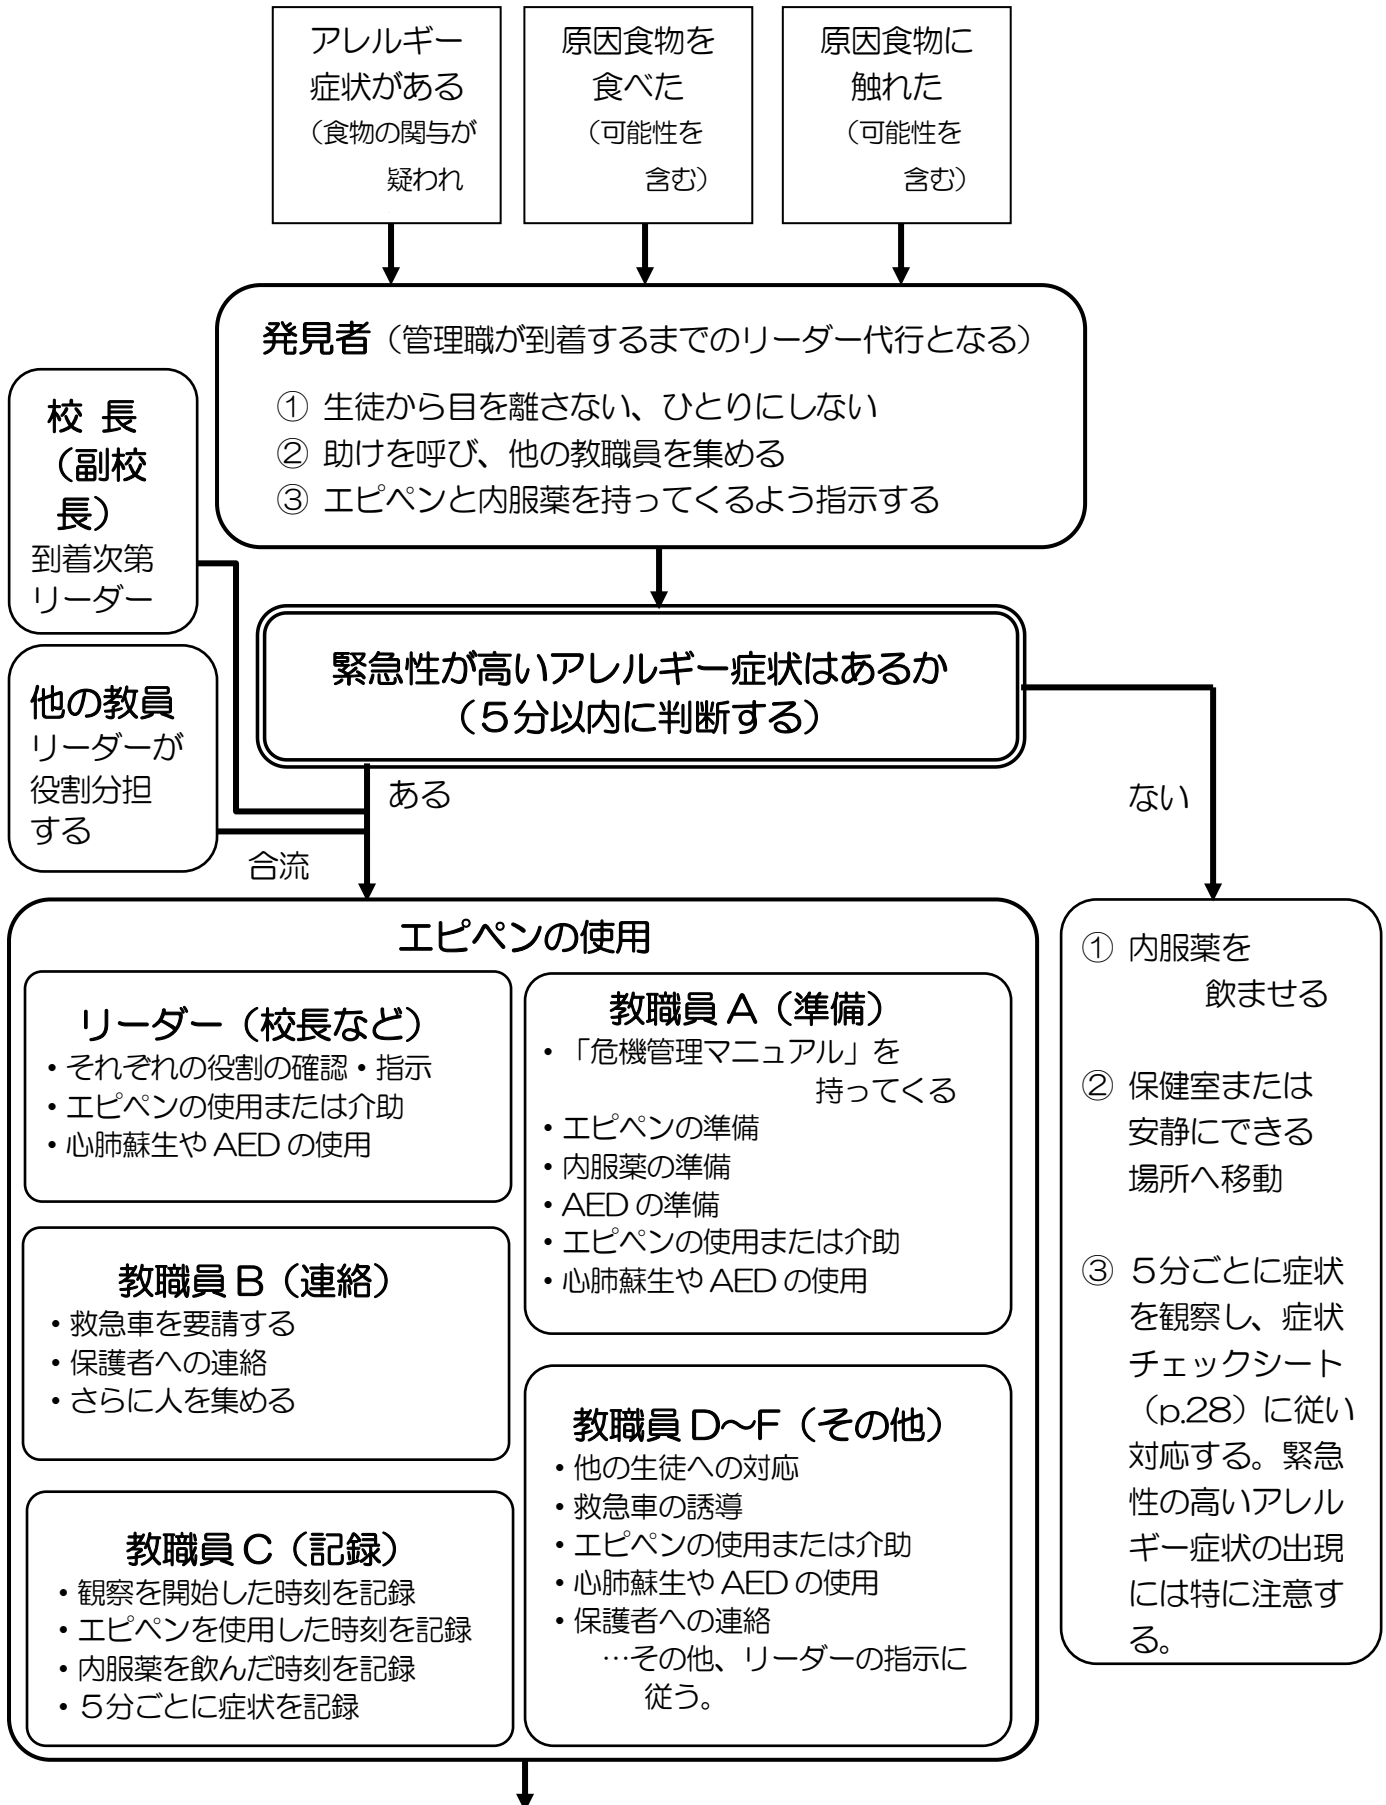 アレルギー
症状がある
（食物の関与が
疑われ
原因食物を
食べた
（可能性を
含む）
原因食物に
触れた
（可能性を
含む）
発見者（管理職が到着するまでのリーダー代行となる）
① 生徒から目を離さない、ひとりにしない
② 助けを呼び、他の教職員を集める
③ エピペンと内服薬を持ってくるよう指示する
校 長
（副校
長）
到着次第
リーダー
他の教員
リーダーが
役割分担
する
緊急性が高いアレルギー症状はあるか
（５分以内に判断する）
ある
ない
合流
エピペンの使用
リーダー（校長など）
・それぞれの役割の確認・指示
・エピペンの使用または介助
・心肺蘇生や AED の使用
教職員 A（準備）
・「危機管理マニュアル」を
持ってくる
・エピペンの準備
・内服薬の準備
・AED の準備
・エピペンの使用または介助
・心肺蘇生や AED の使用
教職員 B（連絡）
・救急車を要請する
・保護者への連絡
・さらに人を集める
教職員 D～F（その他）
・他の生徒への対応
・救急車の誘導
・エピペンの使用または介助
・心肺蘇生や AED の使用
・保護者への連絡
…その他、リーダーの指示に
従う。
教職員 C（記録）
・観察を開始した時刻を記録
・エピペンを使用した時刻を記録
・内服薬を飲んだ時刻を記録
・５分ごとに症状を記録
① 内服薬を
飲ませる
② 保健室または
安静にできる
場所へ移動
③ ５分ごとに症状
を観察し、症状
チェックシート
（p.28）に従い
対応する。緊急
性の高いアレル
ギー症状の出現
には特に注意す
る。